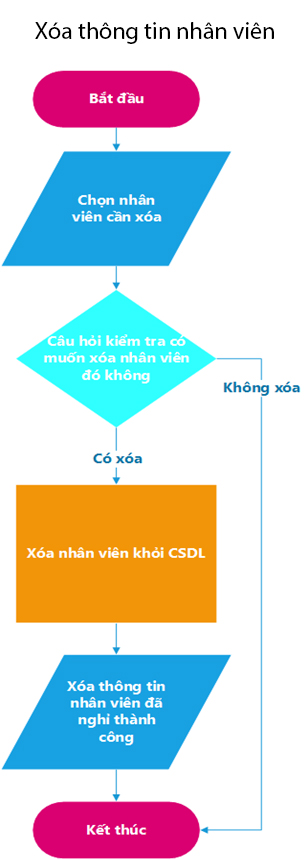 Xóa thông tin nhân viên
Bắt đầu
Chọn nhân
viên cần xóa
Câu hỏi kiểm tra có
muốn xóa nhân viên
đó không
Không xóa
Có xóa
Xóa nhân viên khỏi CSDL
Xóa thông tin
nhân viên đã
nghỉ thành
công
Kết thúc